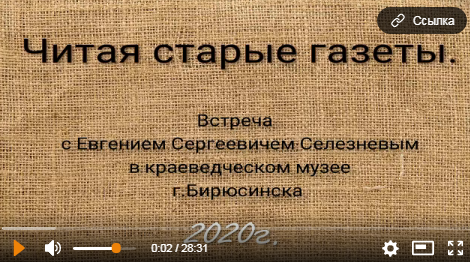 Ссылка
Читая старые газеты.
Встреча
с Евгением Сергеевичем Селезневым
в краеведческом музее
г.Бирюсинска
2020г.
0:02 / 28:31